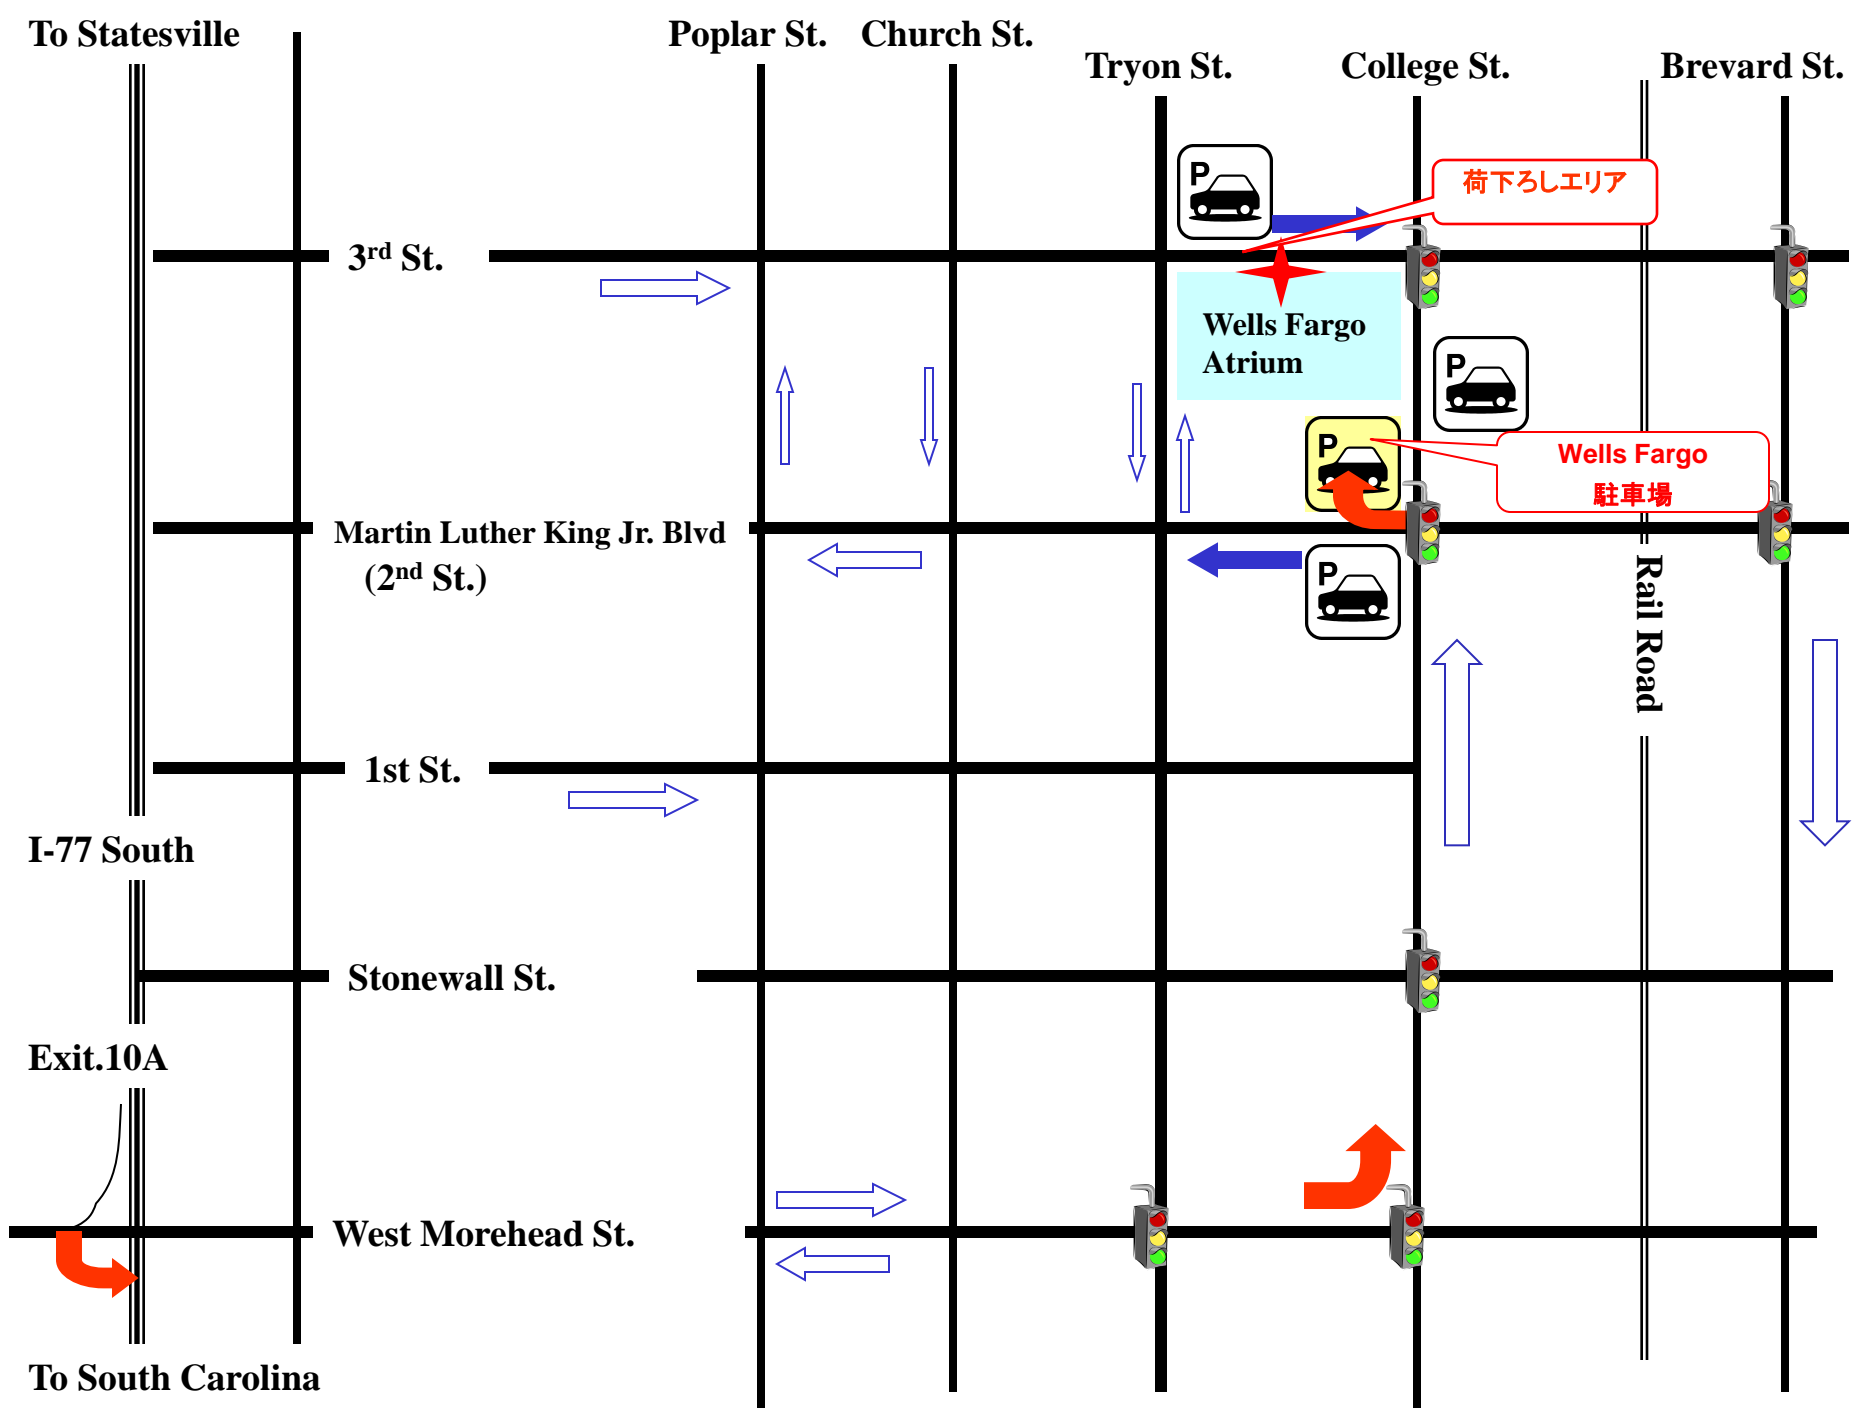 To Statesville
Poplar St.
Church St.
Tryon St.
College St.
Brevard St.
P
荷下ろしエリア
3rd St.
Wells Fargo
Atrium
P
P
Wells Fargo
駐車場
Martin Luther King Jr. Blvd
(2nd St.)
P
Rail Road
1st St.
I-77 South
Stonewall St.
Exit.10A
West Morehead St.
To South Carolina